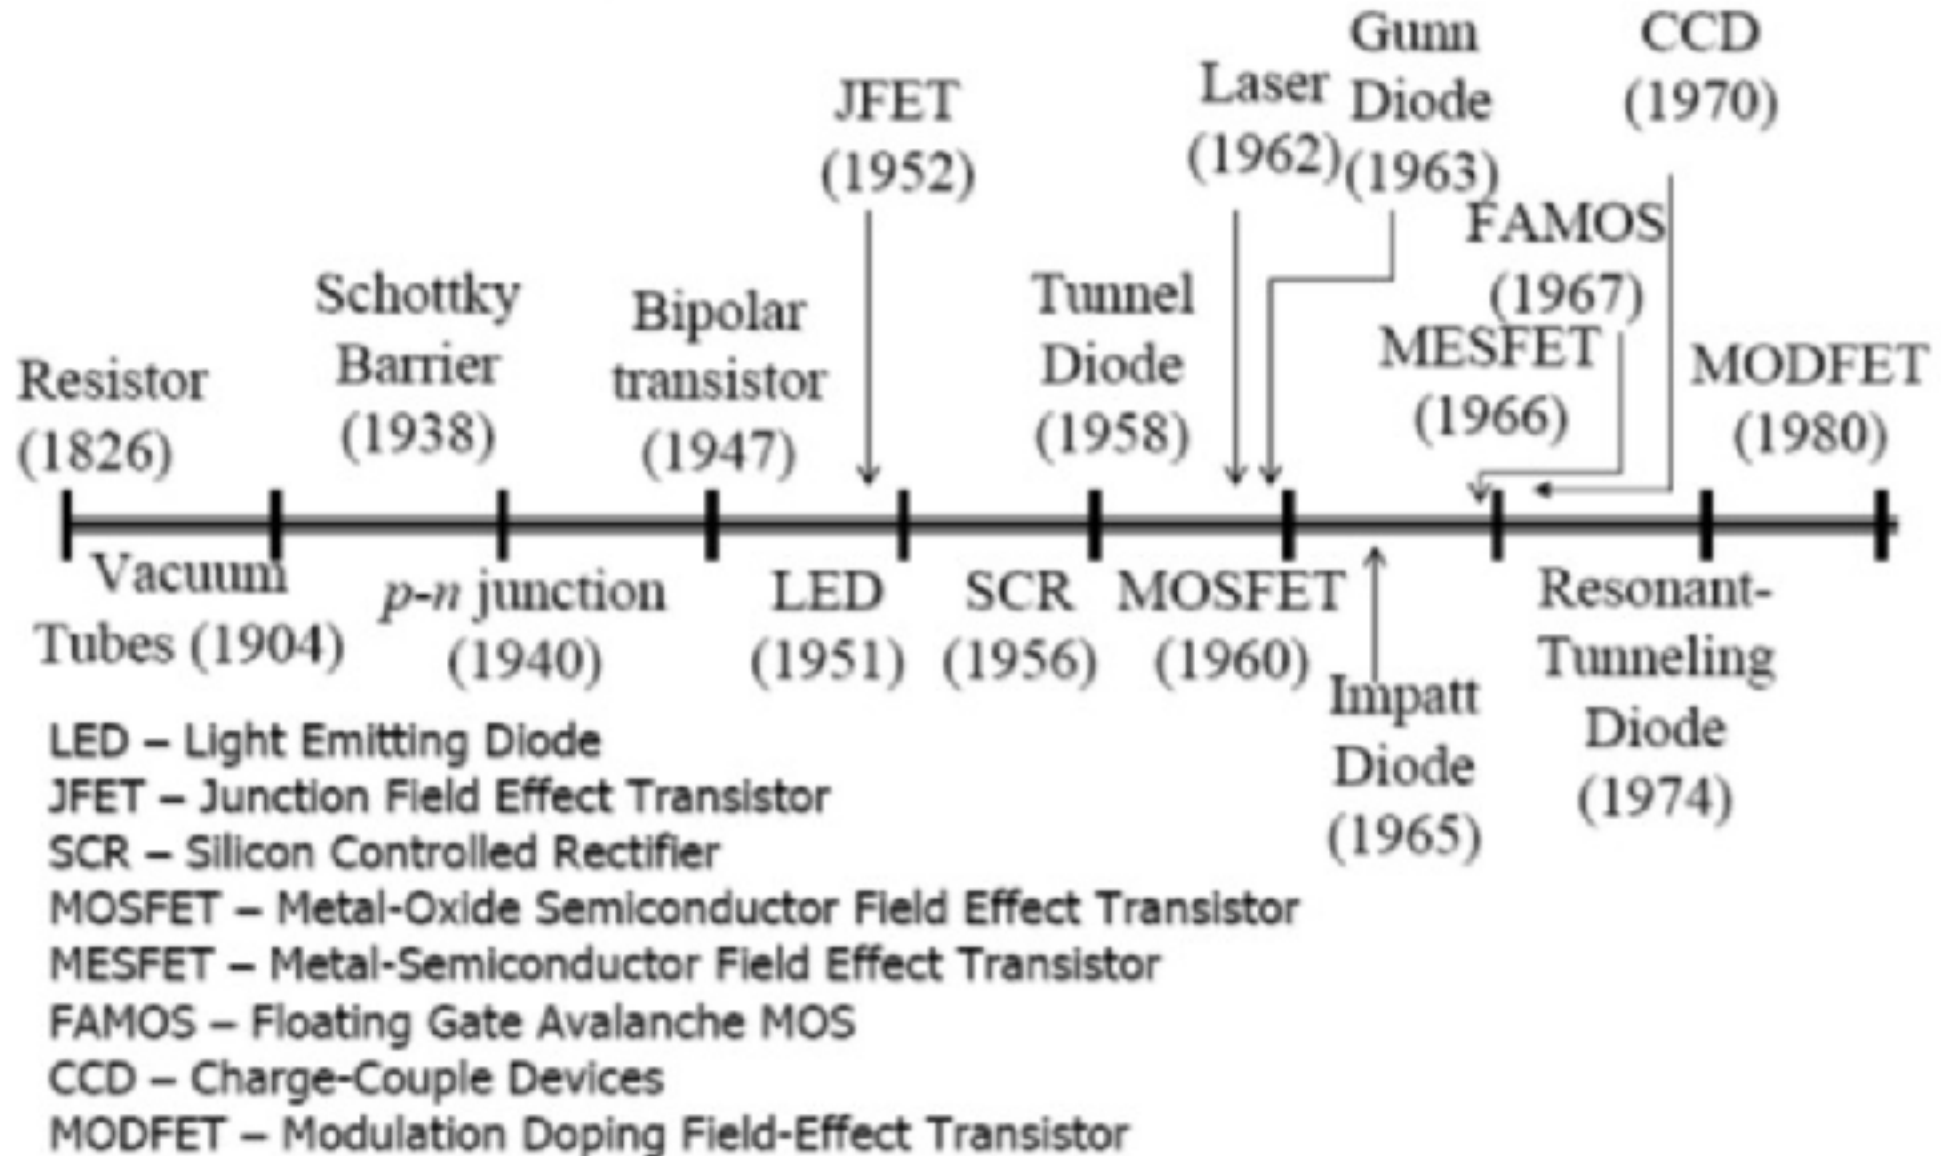 Resistor
(1826)
Schottky
Barrier
(1938)
Bipolar
transistor
(1947)
JFET
(1952)
Tunnel
Diode
(1958)
Laser
(1962)
Gunn
Diode
(1963)
FAMOS
(1967)
MESFET
(1966)
CCD
(1970)
MODFET
(1980)
Vacuum
Tubes (1904)
p-n junction
(1940)
LED
(1951)
SCR
(1956)
MOSFET
(1960)
Impatt
Diode
(1965)
Resonant-
Tunneling
Diode
(1974)
LED – Light Emitting Diode
JFET – Junction Field Effect Transistor
SCR – Silicon Controlled Rectifier
MOSFET – Metal-Oxide Semiconductor Field Effect Transistor
MESFET – Metal-Semiconductor Field Effect Transistor
FAMOS – Floating Gate Avalanche MOS
CCD – Charge-Couple Devices
MODFET – Modulation Doping Field-Effect Transistor